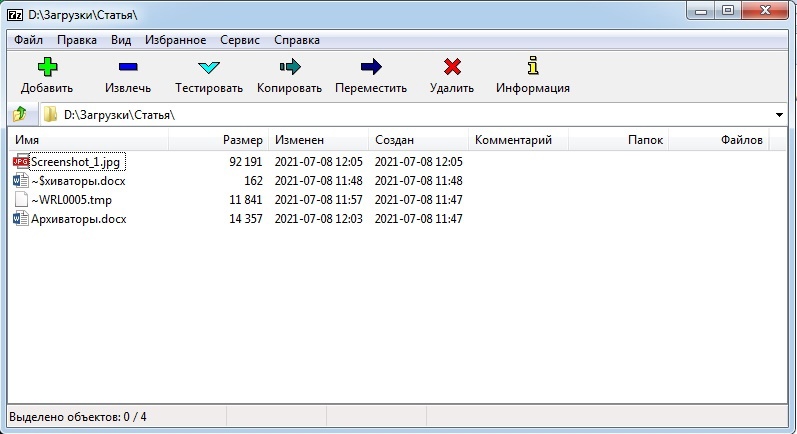 7z D:\Загрузки\Статья\
Файл Правка Вид Избранное Сервис Справка
Добавить Извлечь Тестировать Копировать Переместить Удалить Информация
D:\Загрузки\Статья\
Имя Размер Изменен Создан Комментарий Папок Файлов
JPG Screenshot_1.jpg 92 191 2021-07-08 12:05 2021-07-08 12:05
W ~$хиваторы.docx 162 2021-07-08 11:48 2021-07-08 11:48
~WRL0005.tmp 11 841 2021-07-08 11:57 2021-07-08 11:47
W Архиваторы.docx 14 357 2021-07-08 12:03 2021-07-08 11:47
Выделено объектов: 0 / 4